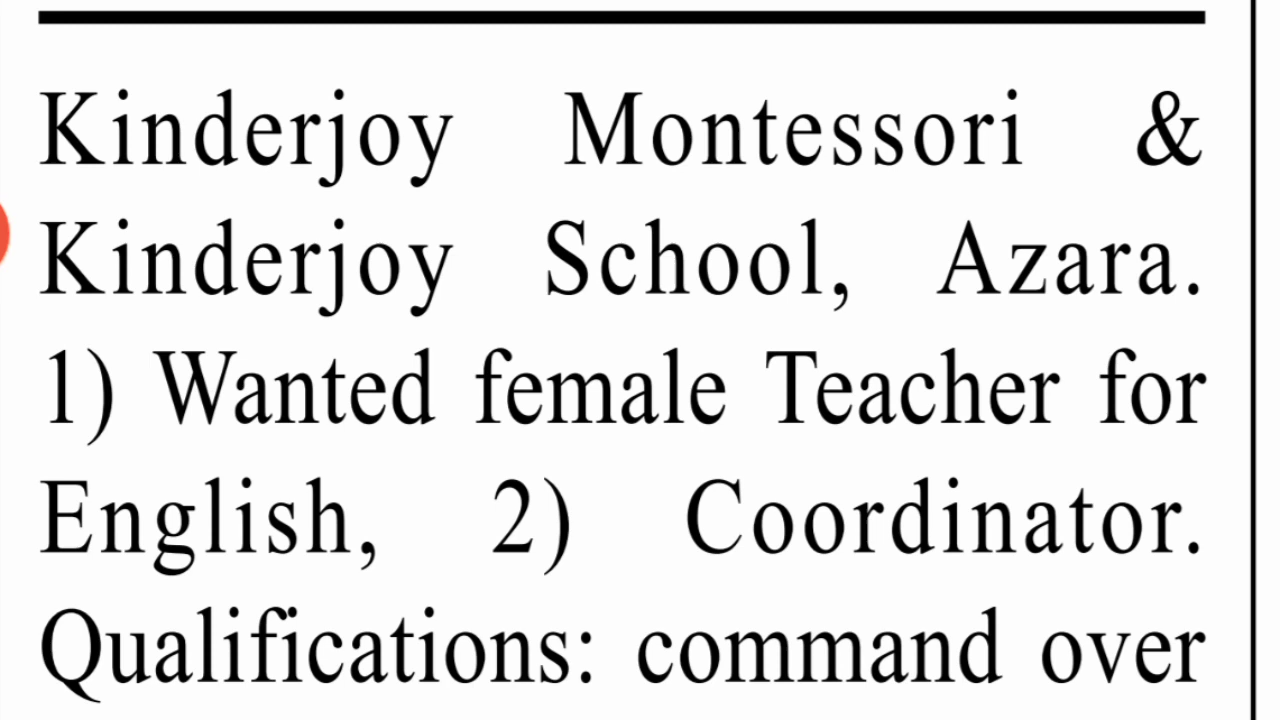 Kinderjoy Montessori &
Kinderjoy School, Azara.
1) Wanted female Teacher for
English, 2) Coordinator.
Qualifications: command over